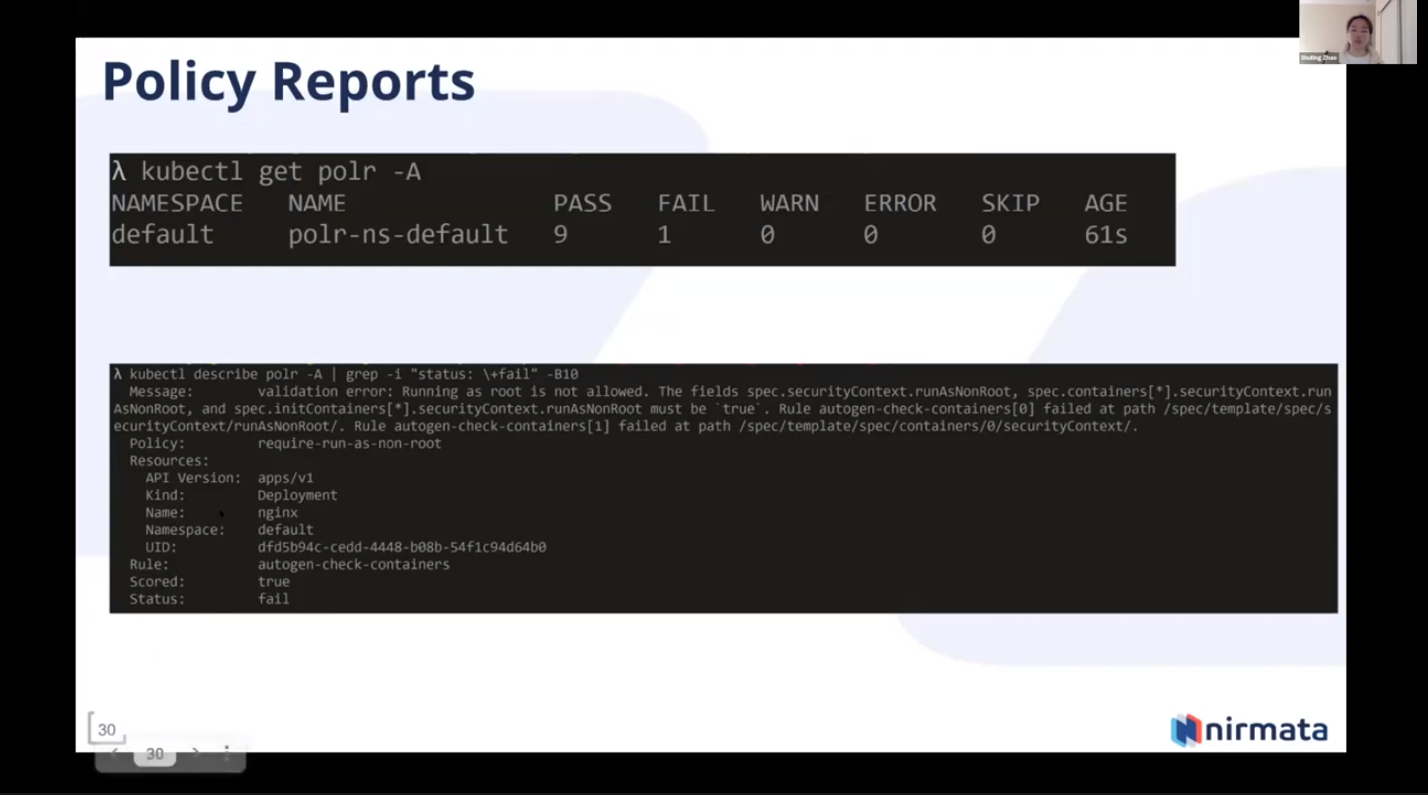 Shuting Zhao
Policy Reports
λ kubectl get polr -A
NAMESPACE NAME PASS FAIL WARN ERROR SKIP AGE
default polr-ns-default 9 1 0 0 0 61s
λ kubectl describe polr -A | grep -i "status: \+fail" -B10
Message: validation error: Running as root is not allowed. The fields spec.securityContext.runAsNonRoot, spec.containers[*].securityContext.run
AsNonRoot, and spec.initContainers[*].securityContext.runAsNonRoot must be `true`. Rule autogen-check-containers[0] failed at path /spec/template/spec/s
ecurityContext/runAsNonRoot/. Rule autogen-check-containers[1] failed at path /spec/template/spec/containers/0/securityContext/.
Policy: require-run-as-non-root
Resources:
API Version: apps/v1
Kind: Deployment
Name: nginx
Namespace: default
UID: dfd5b94c-cedd-4448-b08b-54f1c94d64b0
Rule: autogen-check-containers
Scored: true
Status: fail
30
30
nirmata